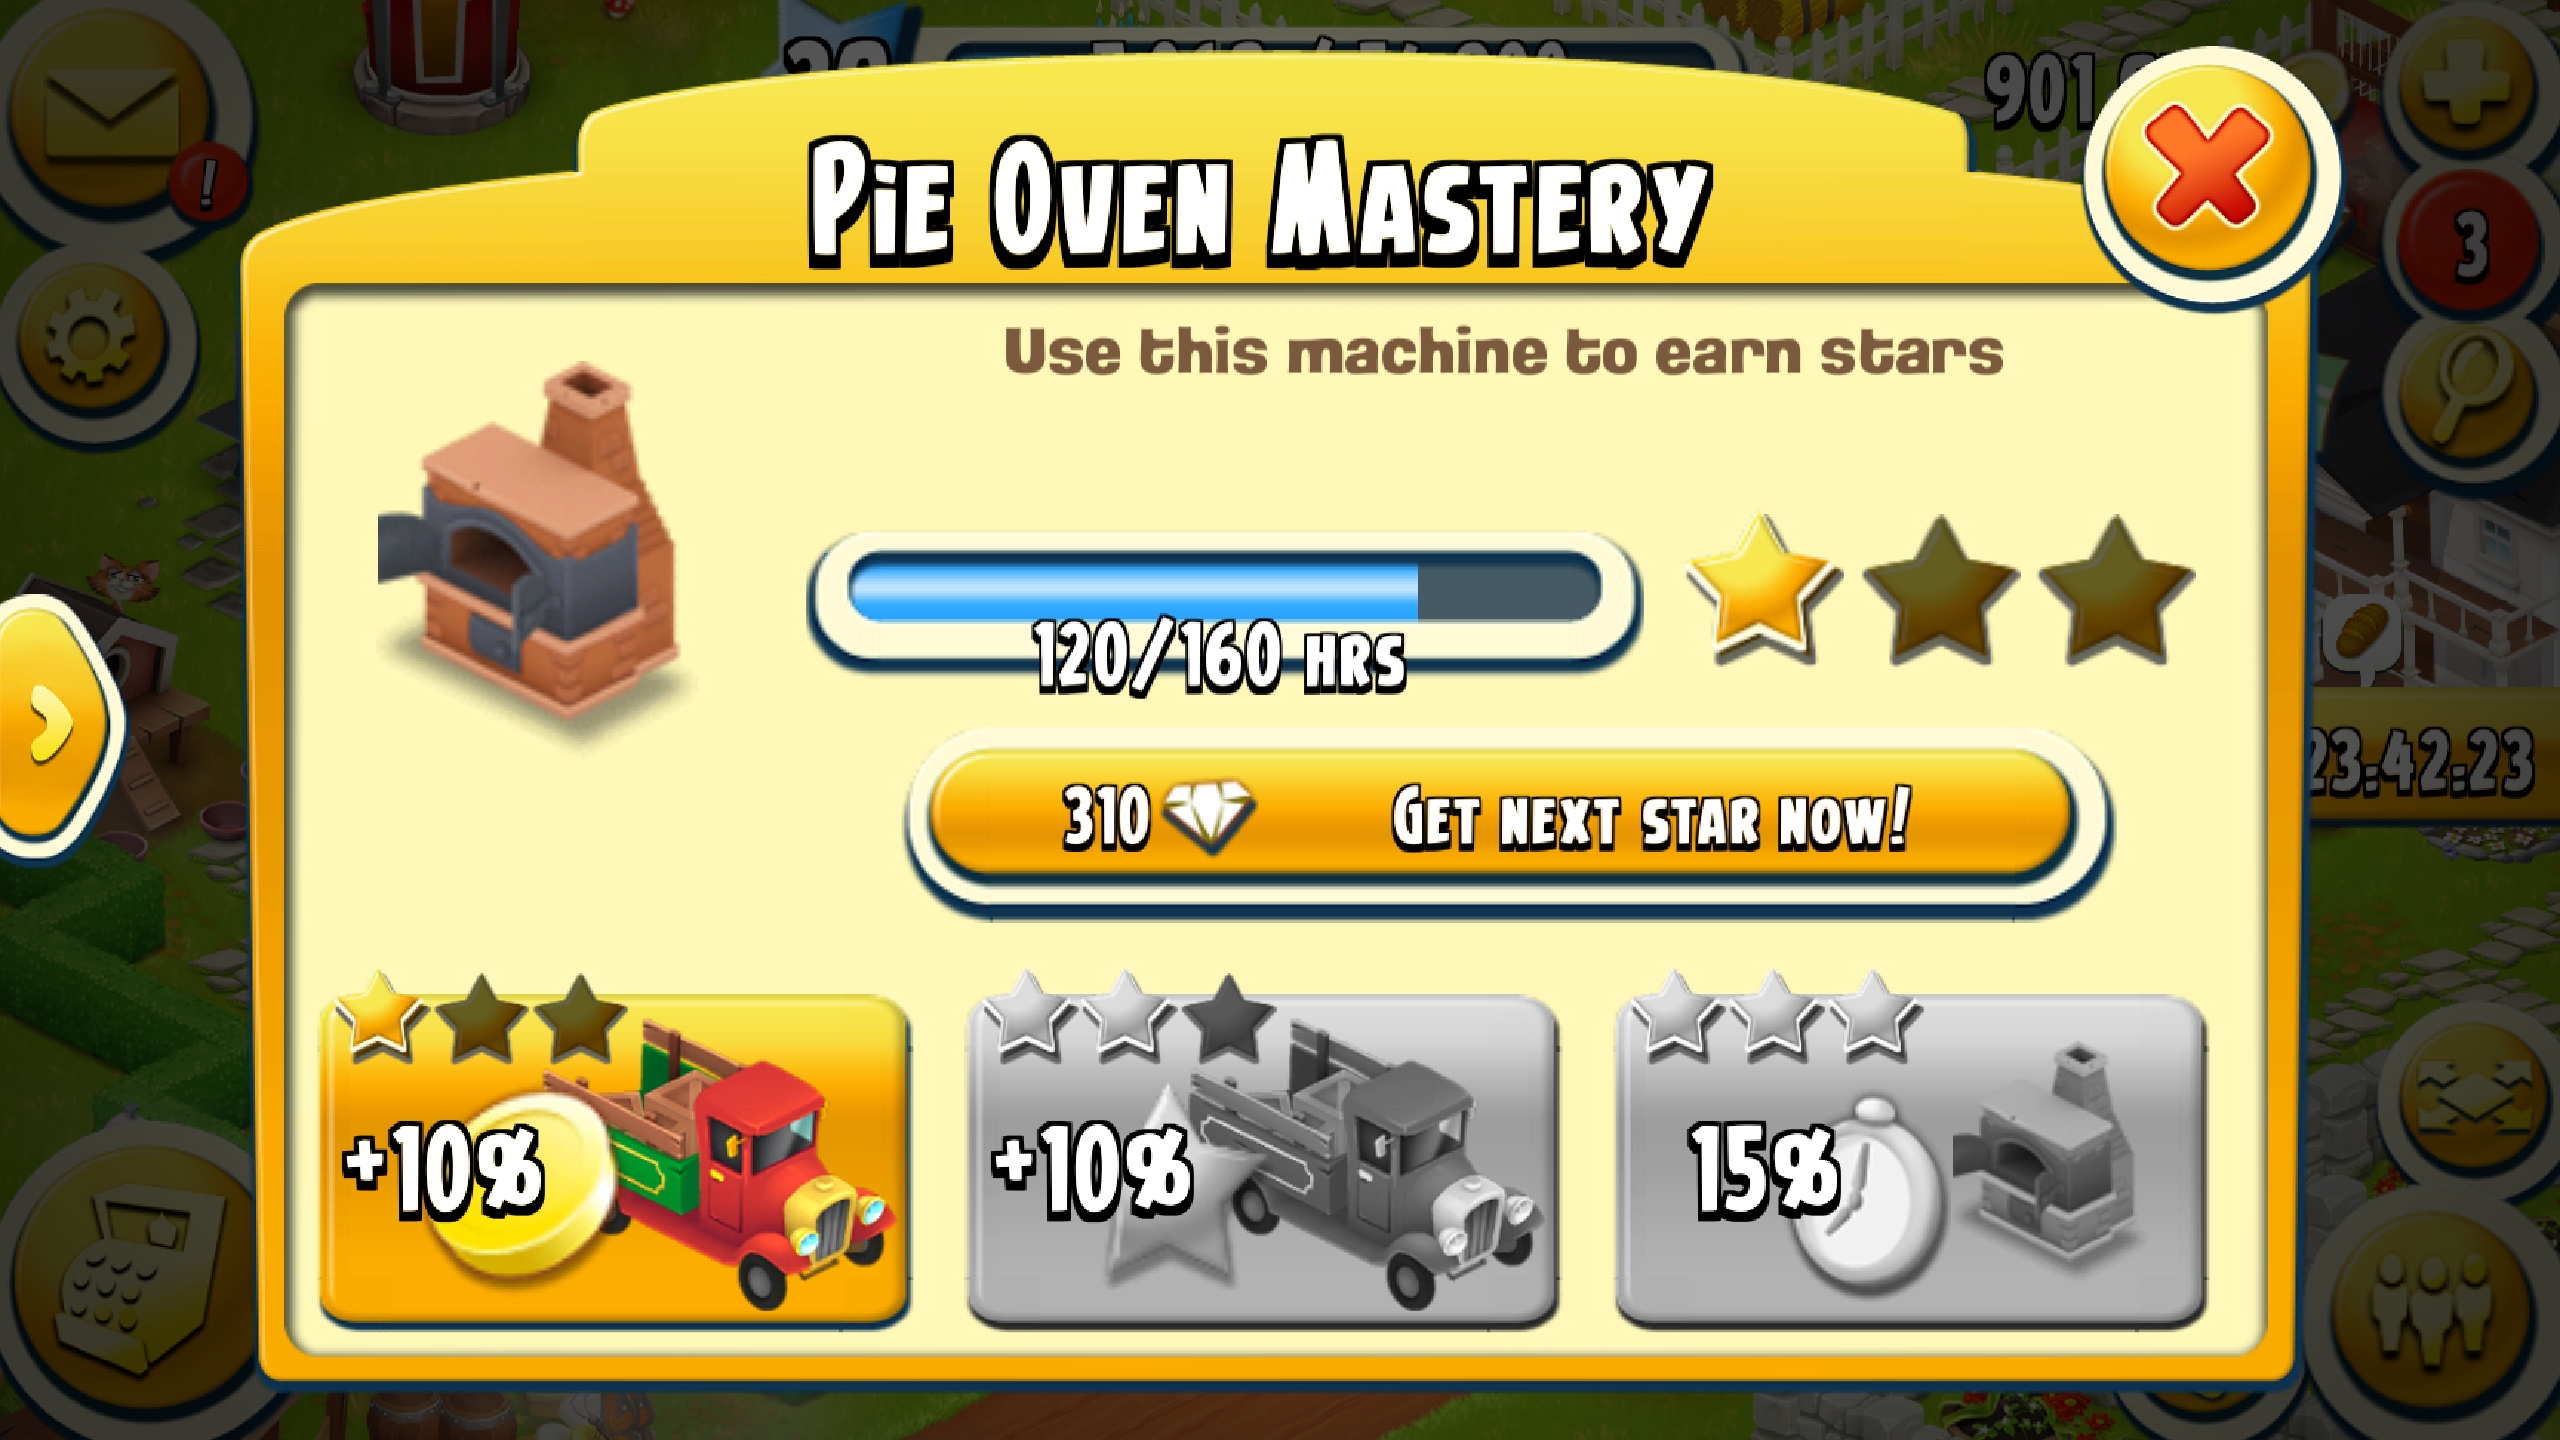 901
Pie Oven Mastery
!
3
Use this machine to earn stars
120/160 hrs
310 Get next star now!
23:42:23
+10%
+10%
15%